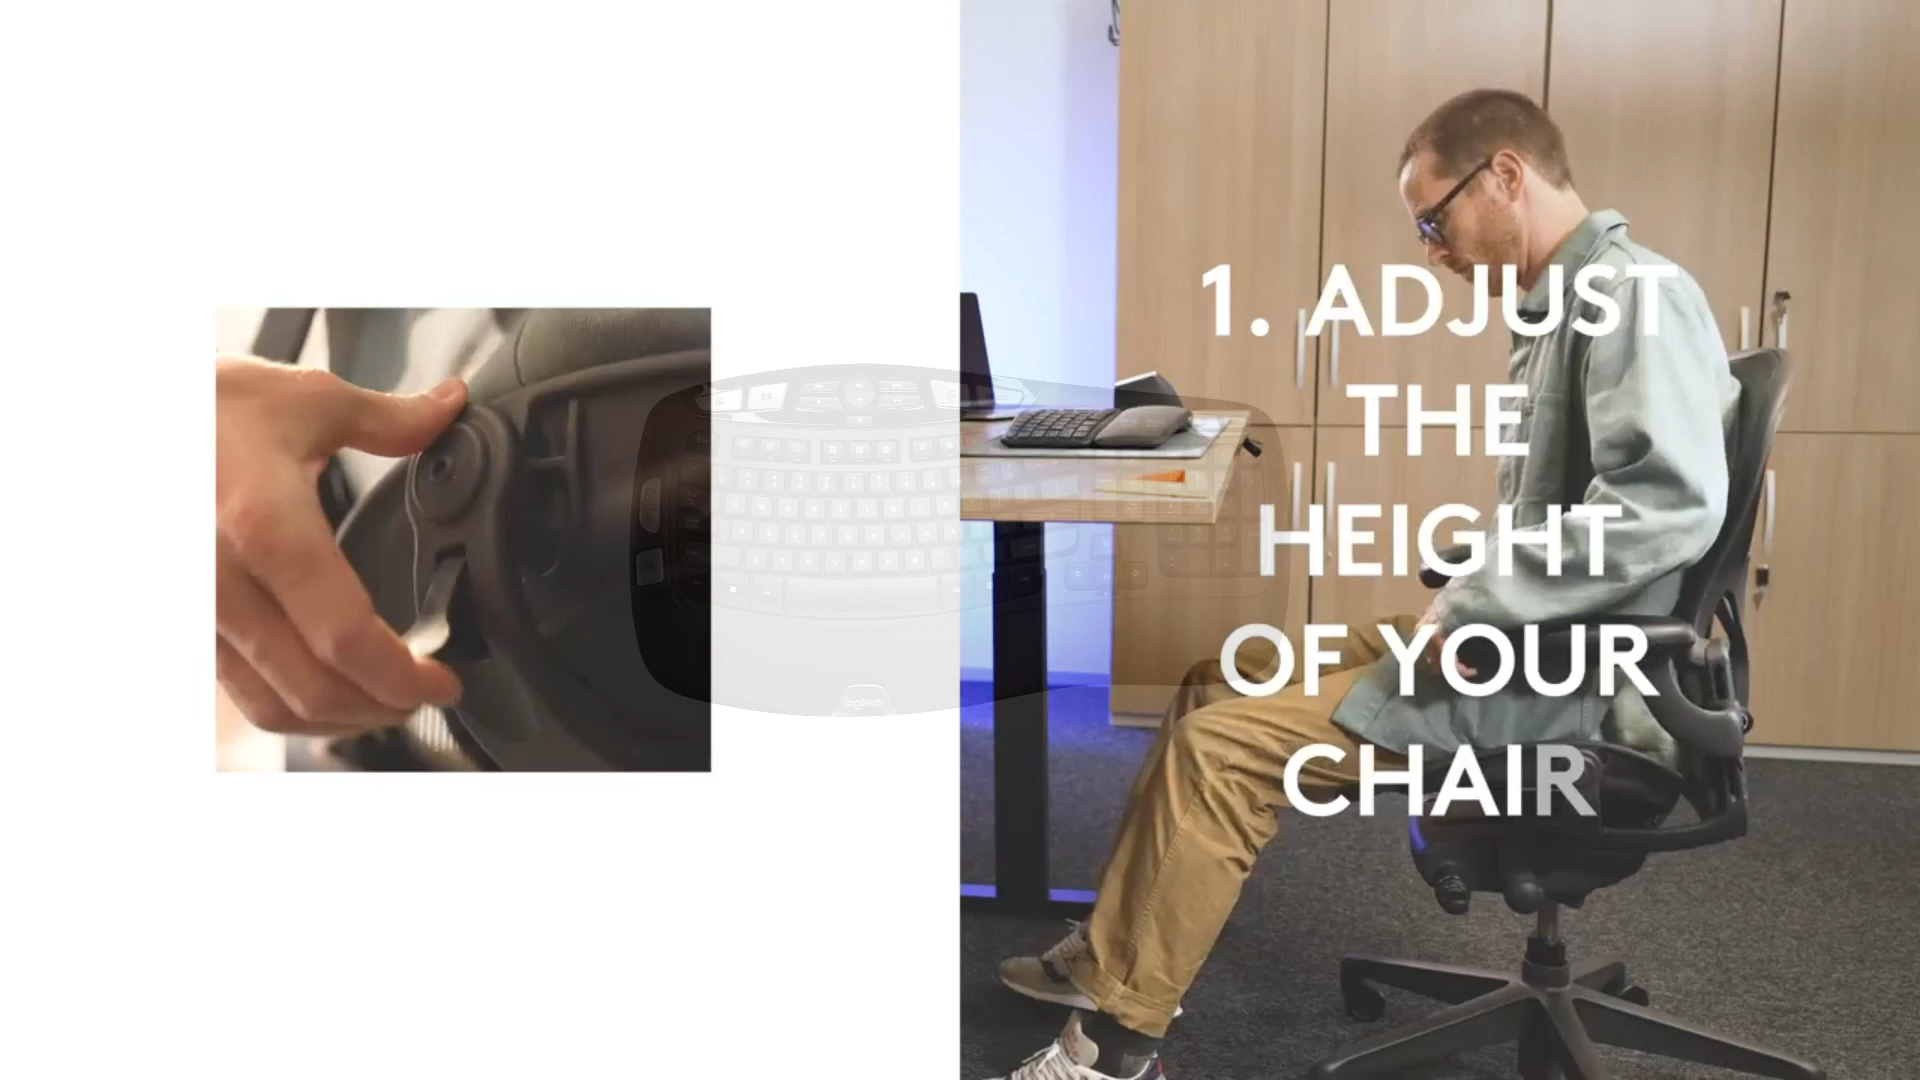 1. ADJUST
THE
HEIGHT
OF YOUR
CHAIR
logitech